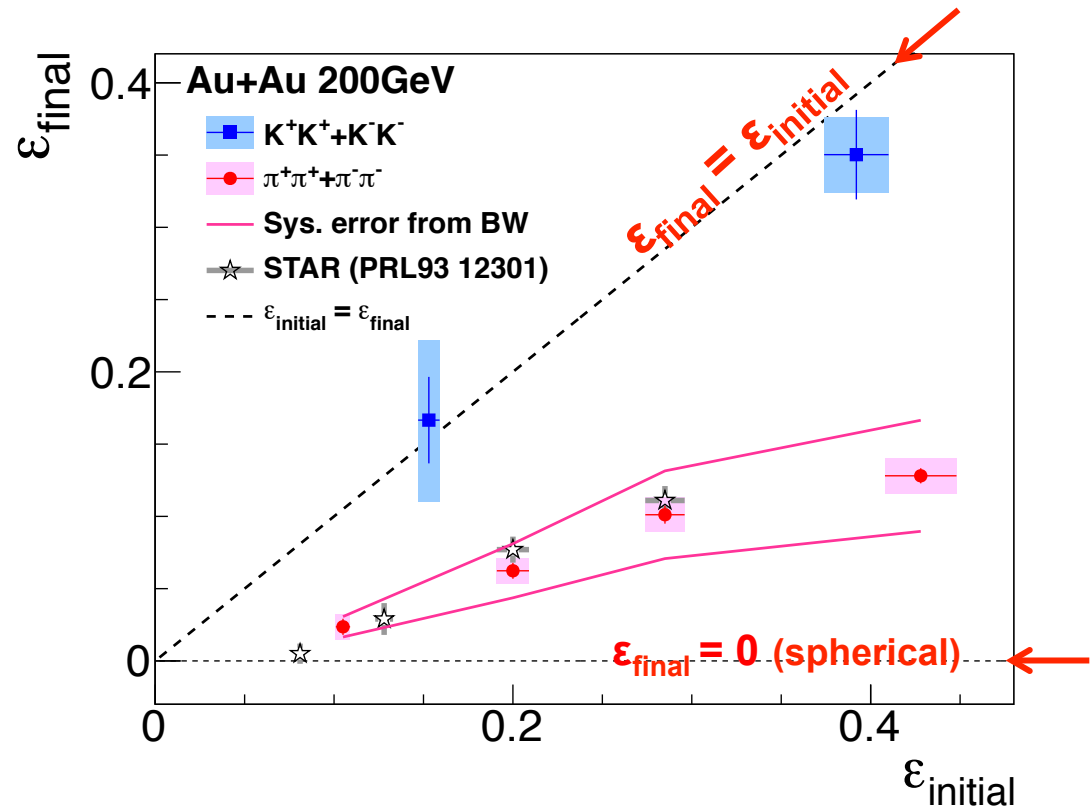 ε_final
0.4
0.2
0
Au+Au 200GeV
K⁺K⁺+K⁻K⁻
π⁺π⁺+π⁻π⁻
Sys. error from BW
STAR (PRL93 12301)
ε_initial = ε_final
ε_final = ε_initial
ε_final = 0 (spherical)
0
0.2
0.4
ε_initial